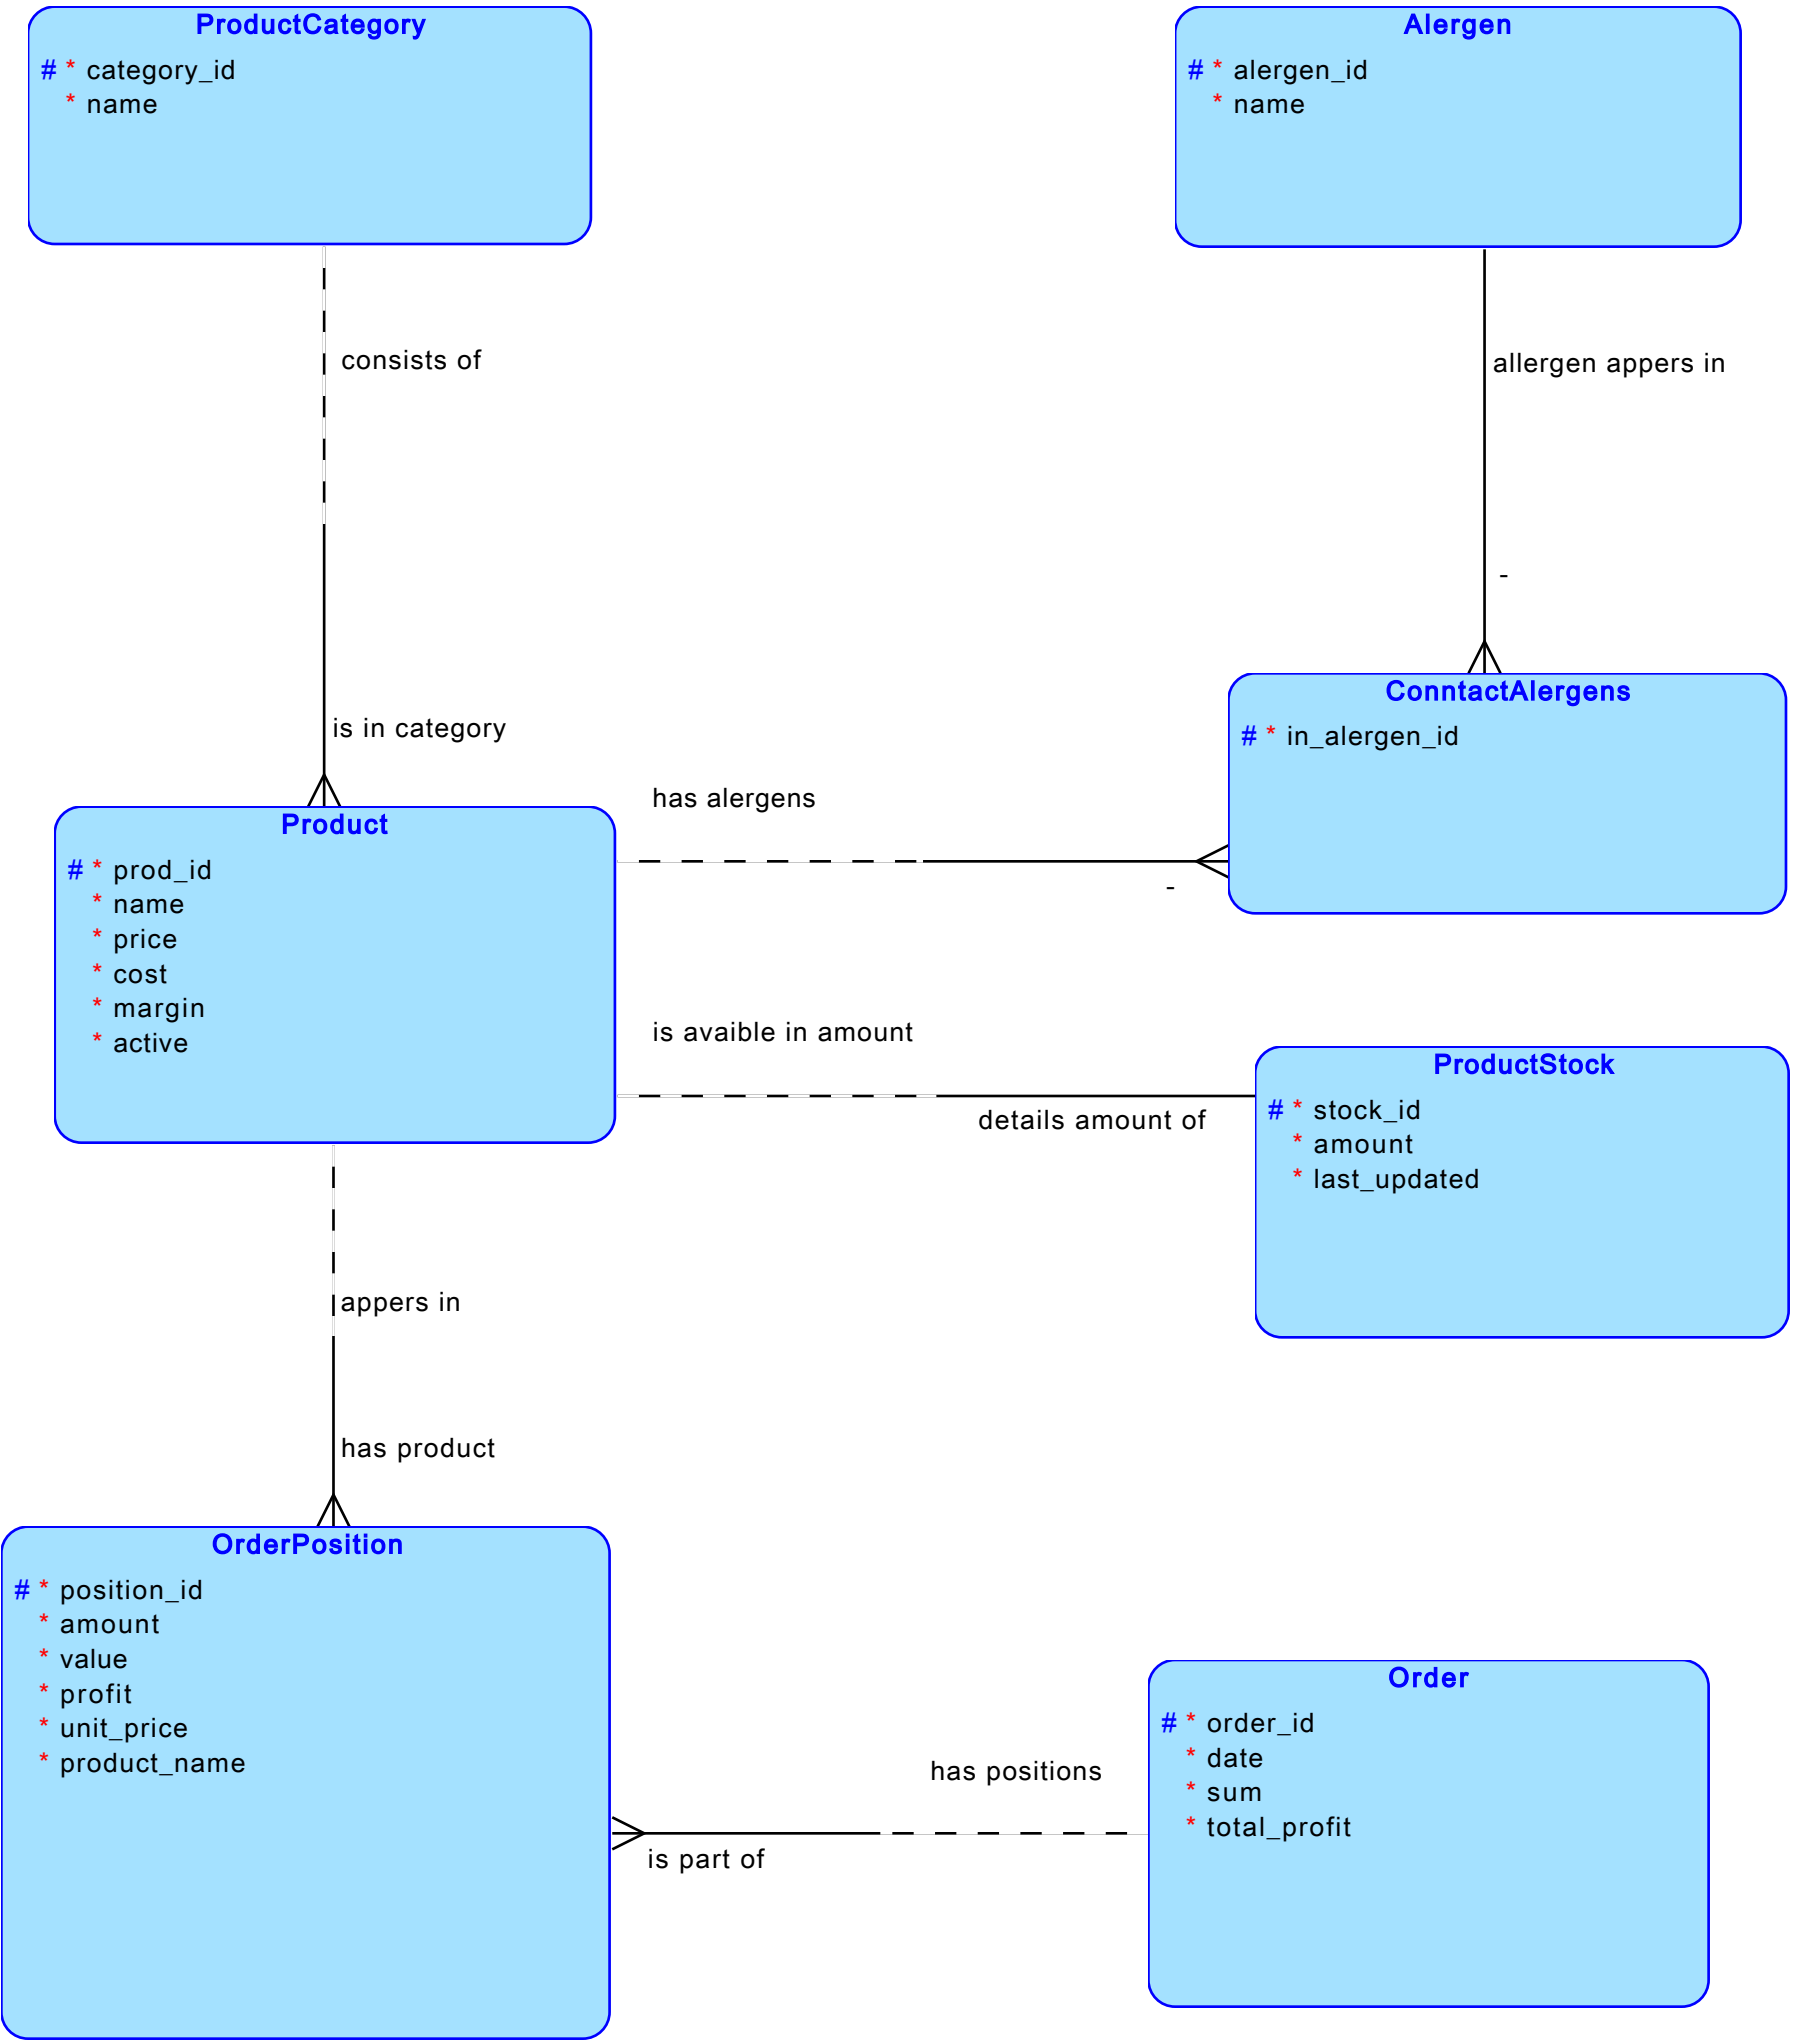 ProductCategory
# * category_id
* name
Alergen
# * alergen_id
* name
consists of
allergen appers in
-
is in category
ConntactAlergens
# * in_alergen_id
has alergens
-
Product
# * prod_id
* name
* price
* cost
* margin
* active
is avaible in amount
details amount of
ProductStock
# * stock_id
* amount
* last_updated
appers in
has product
OrderPosition
# * position_id
* amount
* value
* profit
* unit_price
* product_name
has positions
is part of
Order
# * order_id
* date
* sum
* total_profit